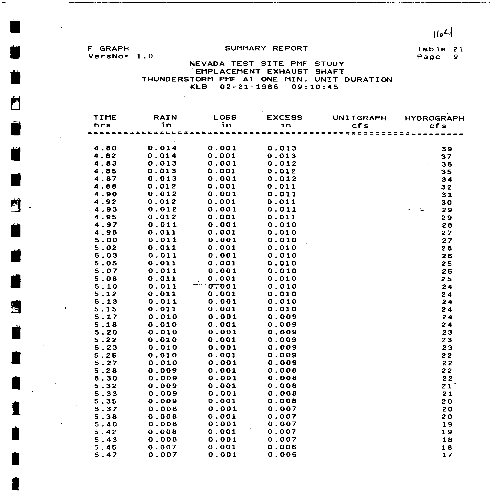 1164
F GRAPH SUMMARY REPORT Table 21
Version 1.0 Page 9
NEVADA TEST SITE PMF STUDY
EMPLACEMENT EXHAUST SHAFT
THUNDERSTORM PMF AT ONE MIN. UNIT DURATION
KLB 02-21-1986 09:10:45
TIME RAIN LOSS EXCESS UNITGRAPH HYDROGRAPH
hrs in in in cfs cfs
4.80 0.014 0.001 0.013 39
4.82 0.014 0.001 0.013 37
4.83 0.013 0.001 0.012 36
4.85 0.013 0.001 0.012 35
4.87 0.013 0.001 0.012 34
4.88 0.012 0.001 0.011 32
4.90 0.012 0.001 0.011 31
4.92 0.012 0.001 0.011 30
4.93 0.012 0.001 0.011 29
4.95 0.012 0.001 0.011 29
4.97 0.011 0.001 0.010 28
4.98 0.011 0.001 0.010 27
5.00 0.011 0.001 0.010 27
5.02 0.011 0.001 0.010 26
5.03 0.011 0.001 0.010 26
5.05 0.011 0.001 0.010 25
5.07 0.011 0.001 0.010 25
5.08 0.011 0.001 0.010 25
5.10 0.011 0.001 0.010 24
5.12 0.011 0.001 0.010 24
5.13 0.011 0.001 0.010 24
5.15 0.011 0.001 0.010 24
5.17 0.010 0.001 0.009 24
5.18 0.010 0.001 0.009 24
5.20 0.010 0.001 0.009 23
5.22 0.010 0.001 0.009 23
5.23 0.010 0.001 0.009 23
5.25 0.010 0.001 0.009 22
5.27 0.010 0.001 0.009 22
5.28 0.009 0.001 0.008 22
5.30 0.009 0.001 0.008 22
5.32 0.009 0.001 0.008 21
5.33 0.009 0.001 0.008 21
5.35 0.009 0.001 0.008 20
5.37 0.008 0.001 0.007 20
5.38 0.008 0.001 0.007 20
5.40 0.008 0.001 0.007 19
5.42 0.008 0.001 0.007 19
5.43 0.008 0.001 0.007 18
5.45 0.007 0.001 0.006 18
5.47 0.007 0.001 0.006 17